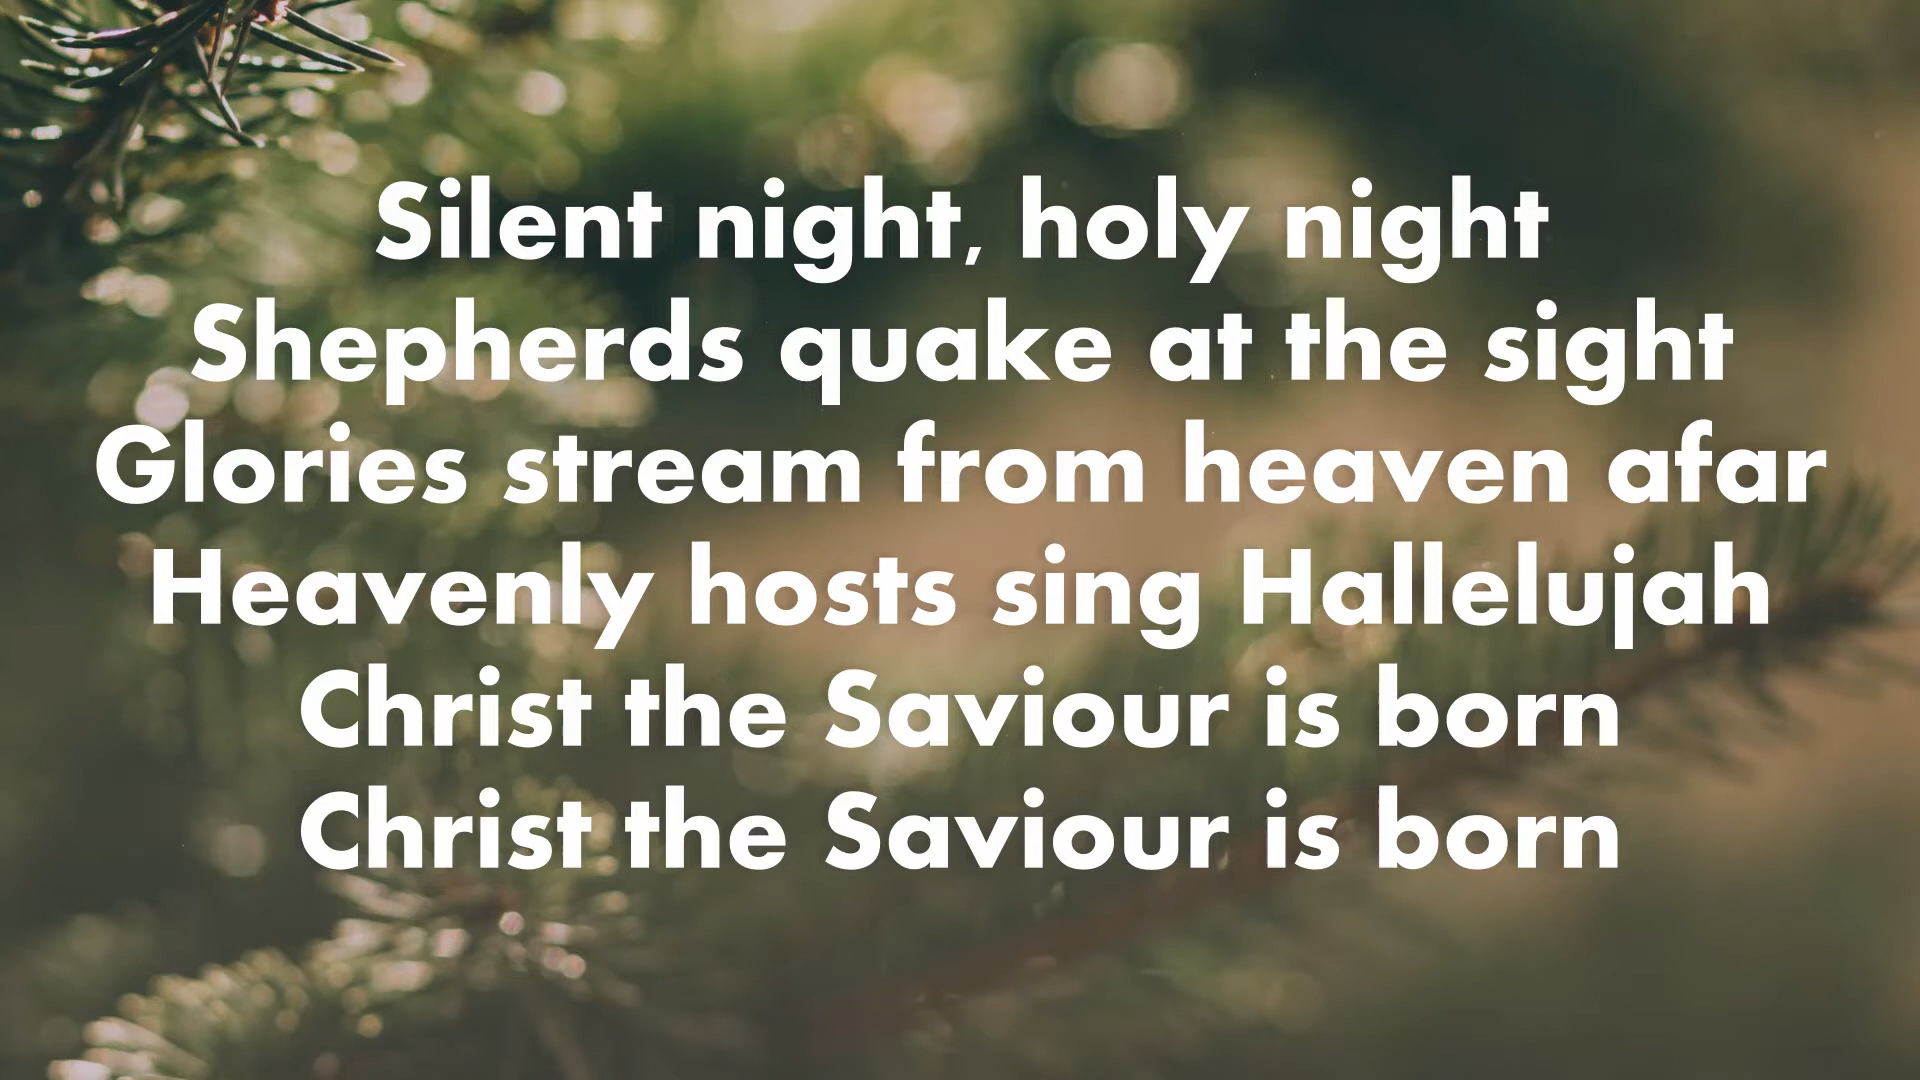 Silent night, holy night
Shepherds quake at the sight
Glories stream from heaven afar
Heavenly hosts sing Hallelujah
Christ the Saviour is born
Christ the Saviour is born